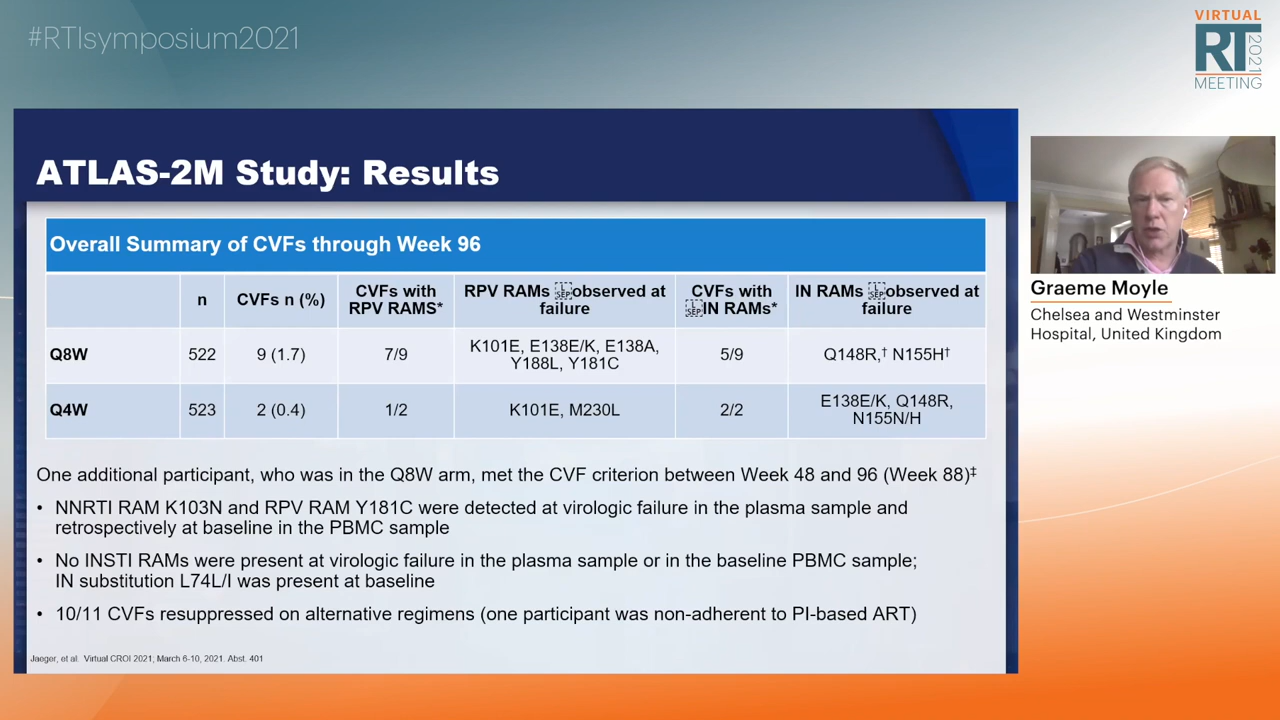 #RTIsymposium2021
VIRTUAL
RT 2021
MEETING
ATLAS-2M Study: Results
Overall Summary of CVFs through Week 96
n
CVFs n (%)
CVFs with
RPV RAMS*
RPV RAMs L SEP observed at
failure
CVFs with
L SEP IN RAMs*
IN RAMs L SEP observed at
failure
Q8W
522
9 (1.7)
7/9
K101E, E138E/K, E138A,
Y188L, Y181C
5/9
Q148R,† N155H†
Q4W
523
2 (0.4)
1/2
K101E, M230L
2/2
E138E/K, Q148R,
N155N/H
One additional participant, who was in the Q8W arm, met the CVF criterion between Week 48 and 96 (Week 88)‡
• NNRTI RAM K103N and RPV RAM Y181C were detected at virologic failure in the plasma sample and
retrospectively at baseline in the PBMC sample
• No INSTI RAMs were present at virologic failure in the plasma sample or in the baseline PBMC sample;
IN substitution L74L/I was present at baseline
• 10/11 CVFs resuppressed on alternative regimens (one participant was non-adherent to PI-based ART)
Jaeger, et al. Virtual CROI 2021; March 6-10, 2021. Abst. 401
Graeme Moyle
Chelsea and Westminster
Hospital, United Kingdom